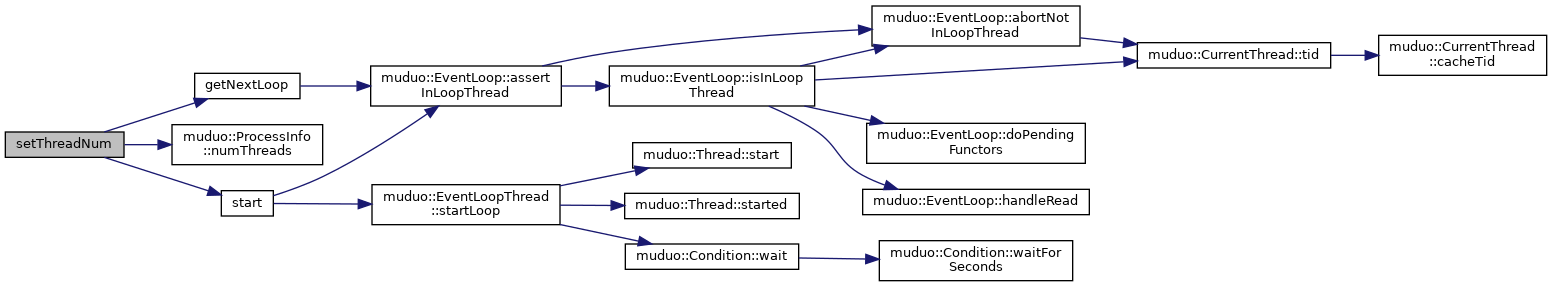 setThreadNum
getNextLoop
muduo::ProcessInfo
::numThreads
start
muduo::EventLoop::assert
InLoopThread
muduo::EventLoopThread
::startLoop
muduo::EventLoop::isInLoop
Thread
muduo::Thread::start
muduo::Thread::started
muduo::Condition::wait
muduo::EventLoop::abortNot
InLoopThread
muduo::EventLoop::doPending
Functors
muduo::EventLoop::handleRead
muduo::Condition::waitFor
Seconds
muduo::CurrentThread::tid
muduo::CurrentThread
::cacheTid